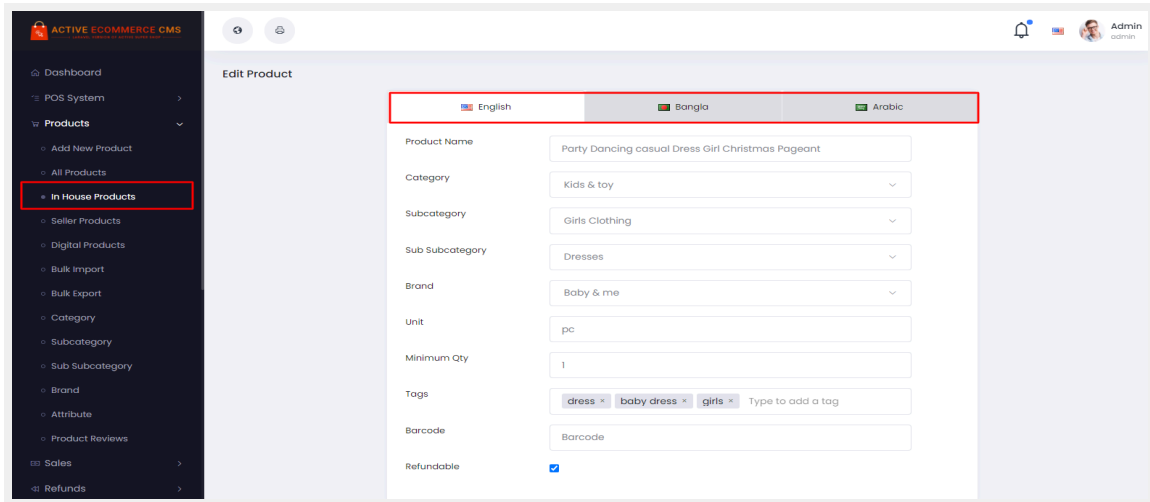 ACTIVE ECOMMERCE CMS
Admin
admin
Dashboard
POS System
Products
Add New Product
All Products
In House Products
Seller Products
Digital Products
Bulk Import
Bulk Export
Category
Subcategory
Sub Subcategory
Brand
Attribute
Product Reviews
Sales
Refunds
Edit Product
English Bangla Arabic
Product Name Party Dancing casual Dress Girl Christmas Pageant
Category Kids & toy
Subcategory Girls Clothing
Sub Subcategory Dresses
Brand Baby & me
Unit pc
Minimum Qty 1
Tags dress × baby dress × girls × Type to add a tag
Barcode Barcode
Refundable